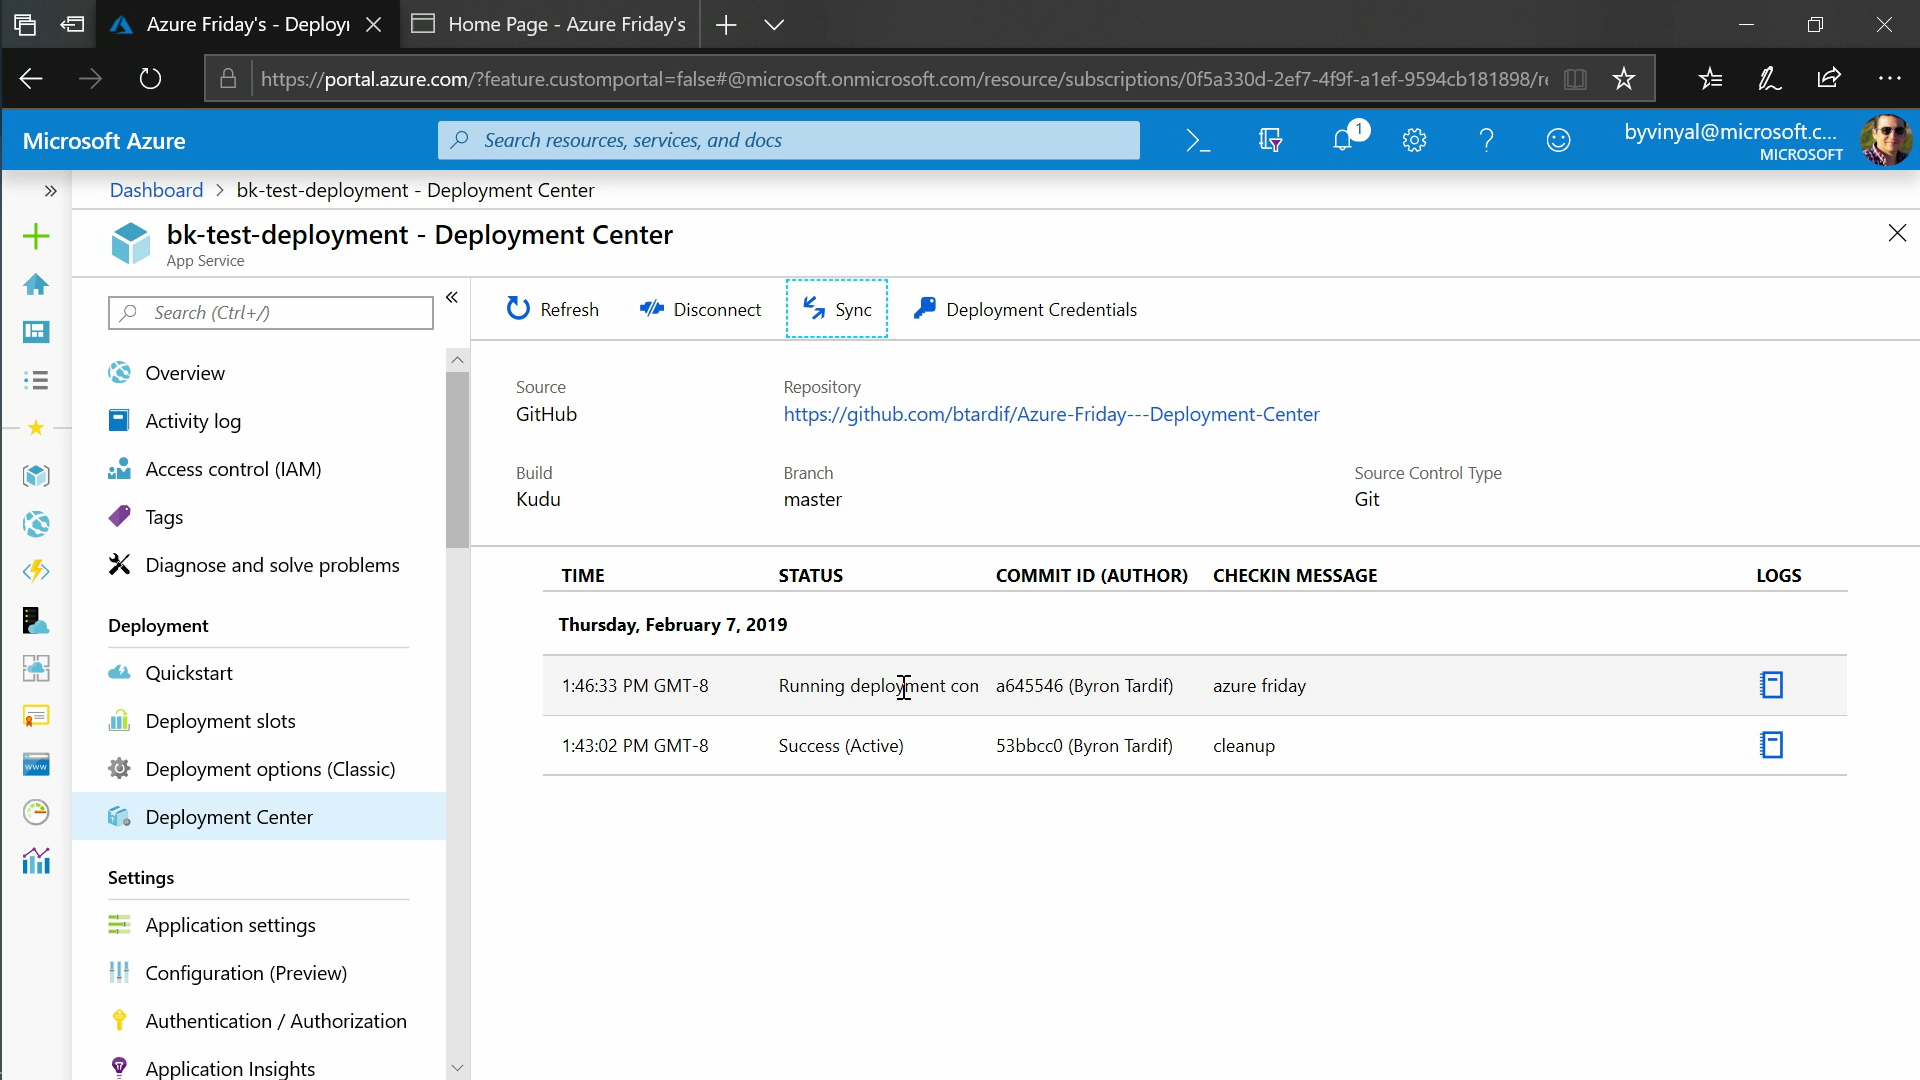 Azure Friday's - Deployr
Home Page - Azure Friday's
https://portal.azure.com/?feature.customportal=false#@microsoft.onmicrosoft.com/resource/subscriptions/0f5a330d-2ef7-4f9f-a1ef-9594cb181898/re
Microsoft Azure
Search resources, services, and docs
1
byvinyal@microsoft.c...
MICROSOFT
Dashboard > bk-test-deployment - Deployment Center
bk-test-deployment - Deployment Center
App Service
Search (Ctrl+/)
Refresh
Disconnect
Sync
Deployment Credentials
Overview
Activity log
Access control (IAM)
Tags
Diagnose and solve problems
Deployment
Quickstart
Deployment slots
Deployment options (Classic)
Deployment Center
Settings
Application settings
Configuration (Preview)
Authentication / Authorization
Application Insights
www
Source
GitHub
Repository
https://github.com/btardif/Azure-Friday---Deployment-Center
Build
Kudu
Branch
master
Source Control Type
Git
TIME STATUS COMMIT ID (AUTHOR) CHECKIN MESSAGE LOGS
Thursday, February 7, 2019
1:46:33 PM GMT-8 Running deployment con a645546 (Byron Tardif) azure friday
1:43:02 PM GMT-8 Success (Active) 53bbcc0 (Byron Tardif) cleanup